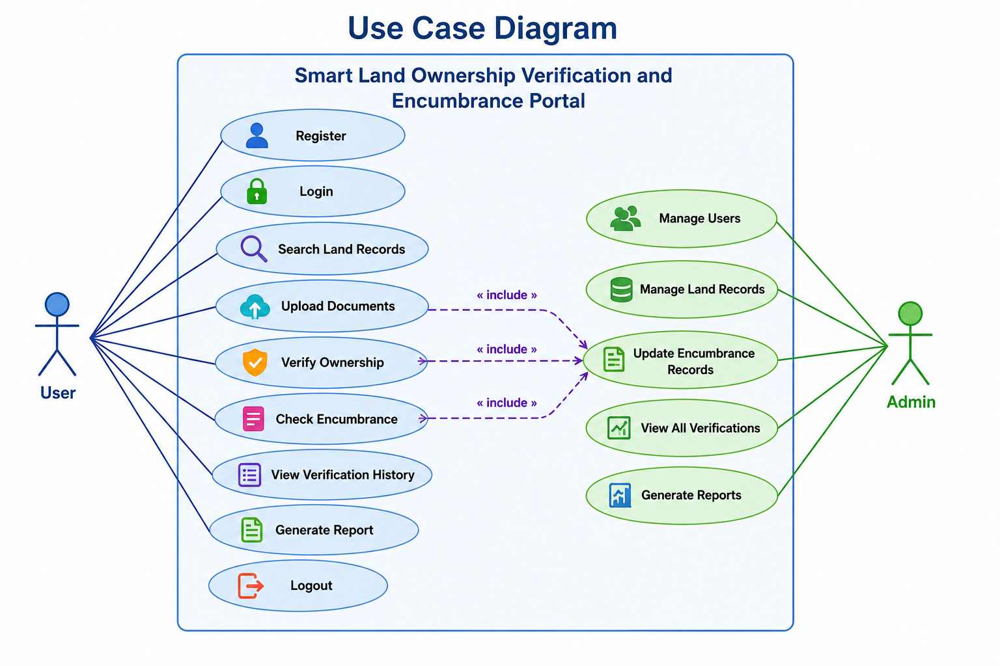 Use Case Diagram
Smart Land Ownership Verification and
Encumbrance Portal
Register
Login
Search Land Records
Upload Documents
Verify Ownership
Check Encumbrance
View Verification History
Generate Report
Logout
« include »
« include »
« include »
Manage Users
Manage Land Records
Update Encumbrance
Records
View All Verifications
Generate Reports
User
Admin